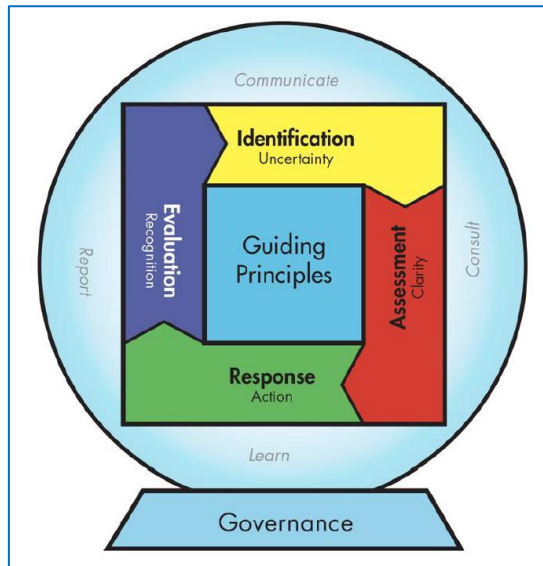 Communicate
Identification
Uncertainty
Evaluation
Recognition
Guiding
Principles
Assessment
Clarity
Report
Consult
Response
Action
Learn
Governance